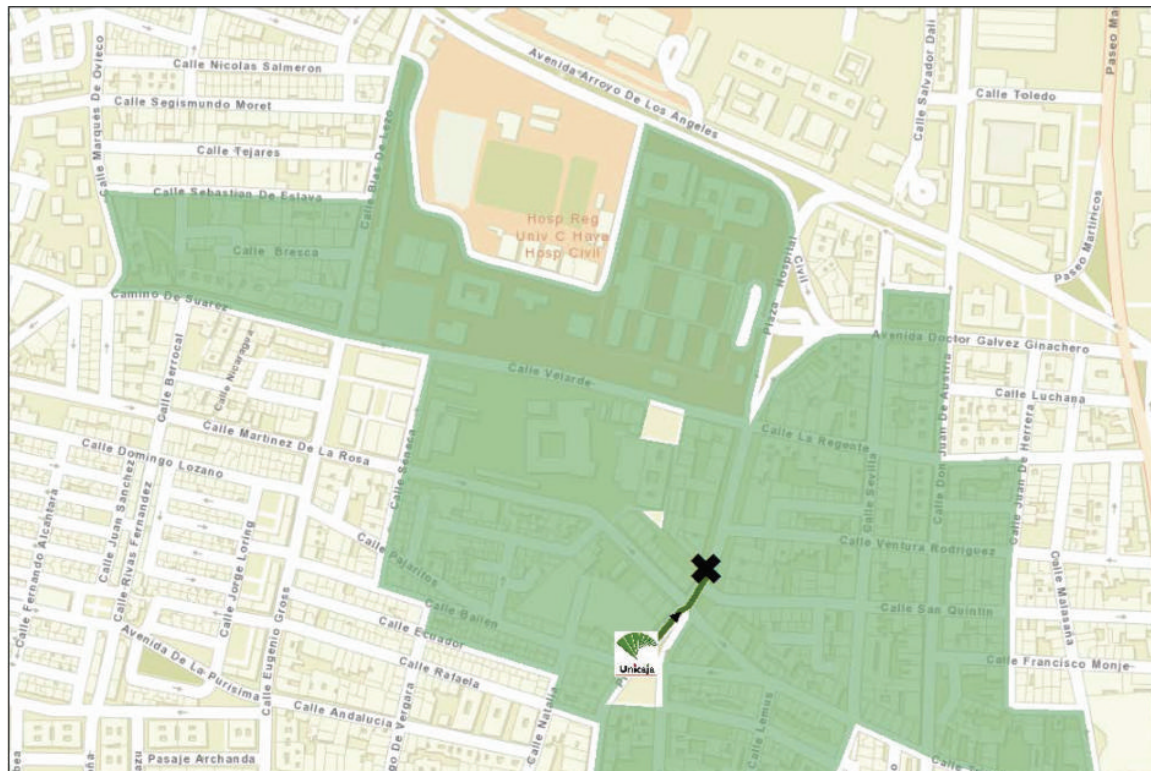 Calle Nicolas Salmeron
Calle Segismundo Moret
Calle Tejares
Calle Sebastion De Eslava
Calle Marques De Ovieco
Calle Blas De Lezo
Avenida Arroyo De Los Angeles
Calle Salvador Dali
Calle Toledo
Paseo Ma
Paseo Martiricos
Hosp Reg
Univ C Haya
Hosp Civil
Calle Bresca
Camino De Suarez
Plaza Hospital
Civil
Avenida Doctor Galvez Ginachero
Calle Berrocal
Calle Nicaragua
Calle Velarde
Calle Luchana
Calle Martinez De La Rosa
Calle La Regente
Calle Don Juan De Austria
Calle Juan De Herrera
Calle Domingo Lozano
Calle Seneca
Calle Sevilla
Calle Fernando Alcantara
Calle Juan Sanchez
Calle Rivas Fernandez
Calle Jorge Loring
Calle Eugenio Gross
Calle Pajaritos
Calle Ventura Rodriguez
Calle Bailen
Calle San Quintin
Calle Malasaña
Calle Ecuador
Avenida De La Purisima
Calle Rafaela
Unicaja
Calle Francisco Monje
Calle Andalucia
Calle Natalia
Calle Lemus
Pasaje Archanda